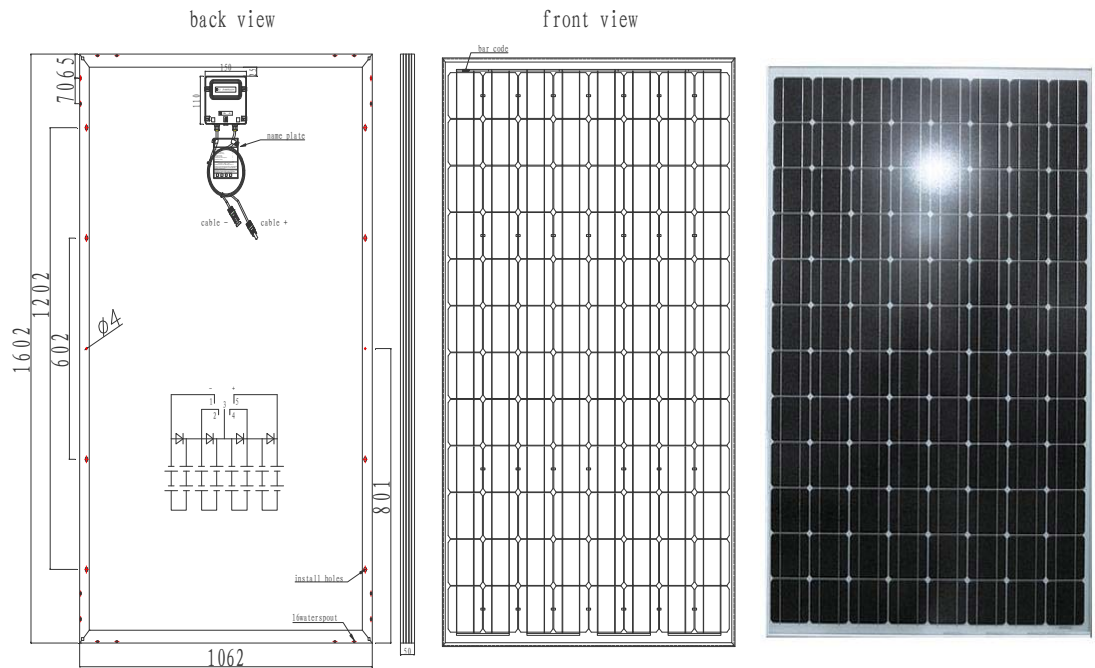 back view
front view
bar code
150
35
7065
110
name plate
cable -
cable +
1202
1602
602
ϕ4
- +
1 3 5
2 4
801
install holes
16waterspout
1062
50